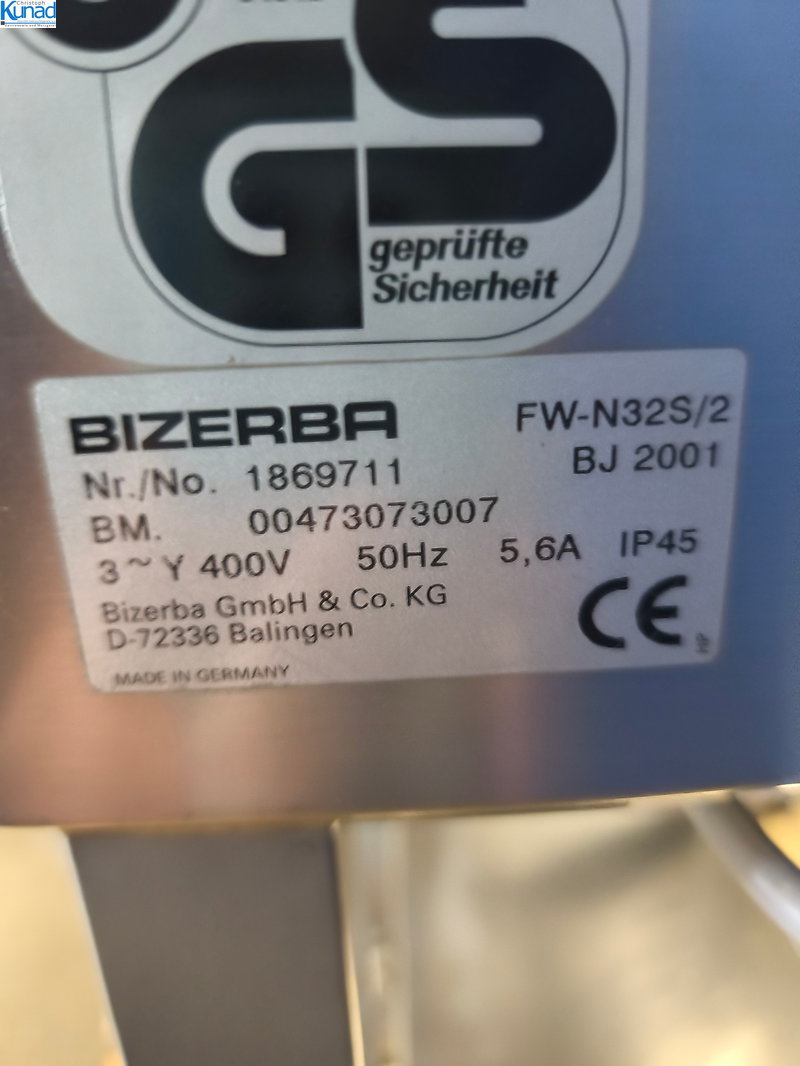 Christoph
Kunad
GS
geprüfte
Sicherheit
BIZERBA FW-N32S/2
Nr./No. 1869711 BJ 2001
BM. 00473073007
3~Y 400V 50Hz 5,6A IP45
Bizerba GmbH & Co. KG
D-72336 Balingen
CE
MADE IN GERMANY